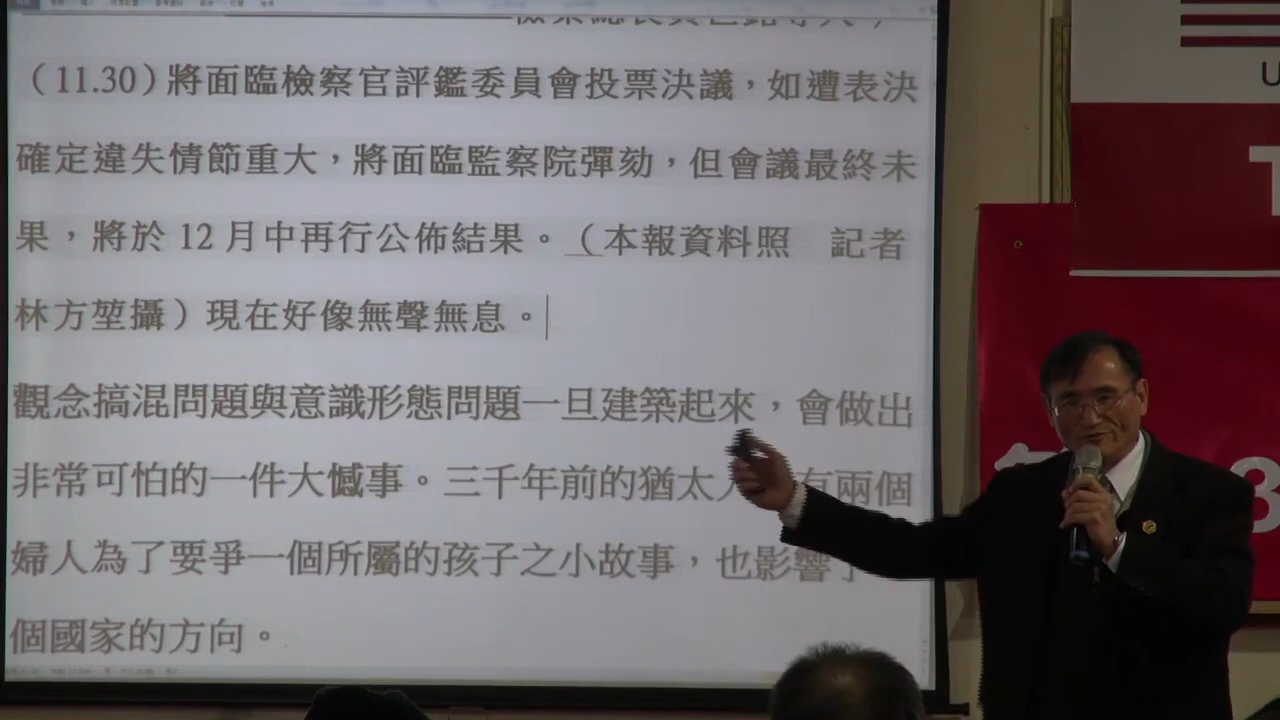 （11.30）將面臨檢察官評鑑委員會投票決議，如遭表決
確定違失情節重大，將面臨監察院彈劾，但會議最終未
果，將於 12 月中再行公佈結果。（本報資料照　記者
林方堃攝）現在好像無聲無息。
觀念搞混問題與意識形態問題一旦建築起來，會做出
非常可怕的一件大憾事。三千年前的猶太人有兩個
婦人為了要爭一個所屬的孩子之小故事，也影響了
個國家的方向。
U
T
3